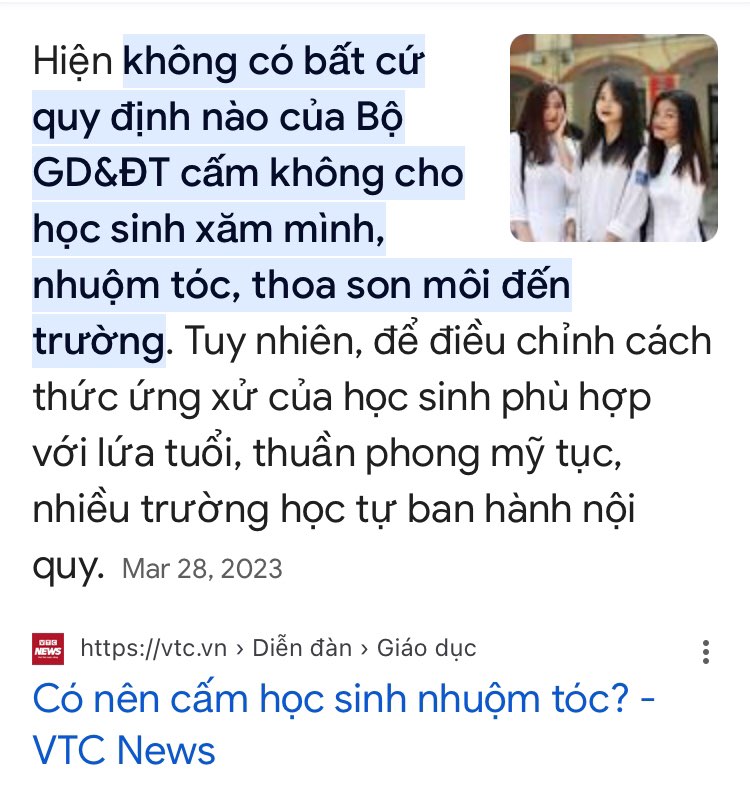 Hiện không có bất cứ
quy định nào của Bộ
GD&ĐT cấm không cho
học sinh xăm mình,
nhuộm tóc, thoa son môi đến
trường. Tuy nhiên, để điều chỉnh cách
thức ứng xử của học sinh phù hợp
với lứa tuổi, thuần phong mỹ tục,
nhiều trường học tự ban hành nội
quy. Mar 28, 2023
VTC
NEWS
https://vtc.vn › Diễn đàn › Giáo dục
Có nên cấm học sinh nhuộm tóc? -
VTC News